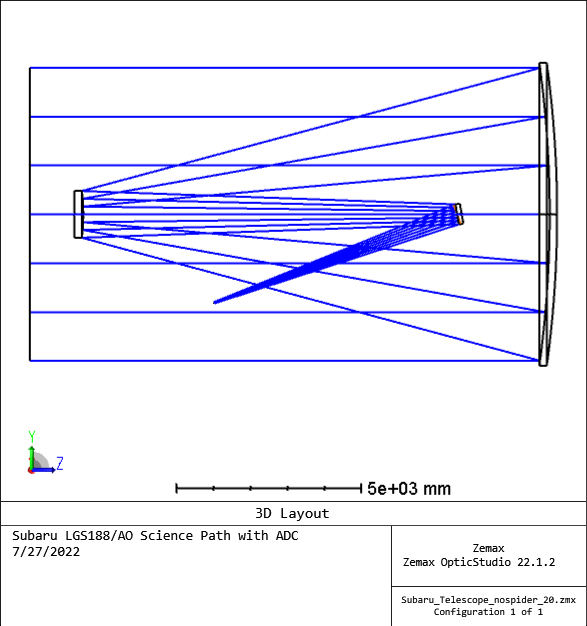 Y
Z
5e+03 mm
3D Layout
Subaru LGS188/AO Science Path with ADC
7/27/2022
Zemax
Zemax OpticStudio 22.1.2
Subaru_Telescope_nospider_20.zmx
Configuration 1 of 1